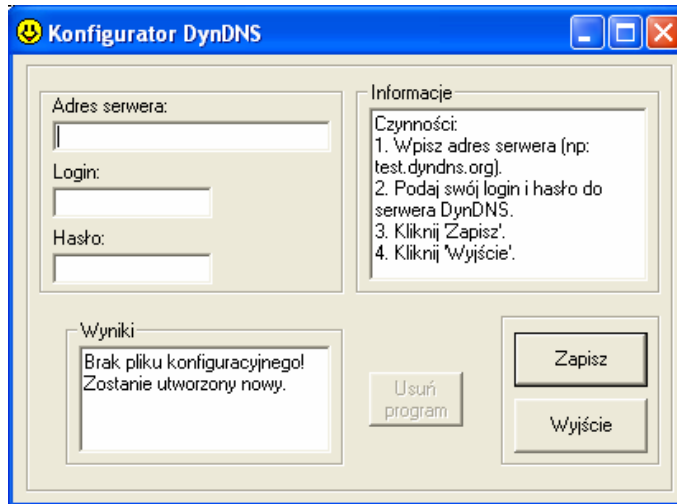 Konfigurator DynDNS
Adres serwera:
Login:
Hasło:
Informacje
Czynności:
1. Wpisz adres serwera (np:
test.dyndns.org).
2. Podaj swój login i hasło do
serwera DynDNS.
3. Kliknij 'Zapisz'.
4. Kliknij 'Wyjście'.
Wyniki
Brak pliku konfiguracyjnego!
Zostanie utworzony nowy.
Usuń
program
Zapisz
Wyjście